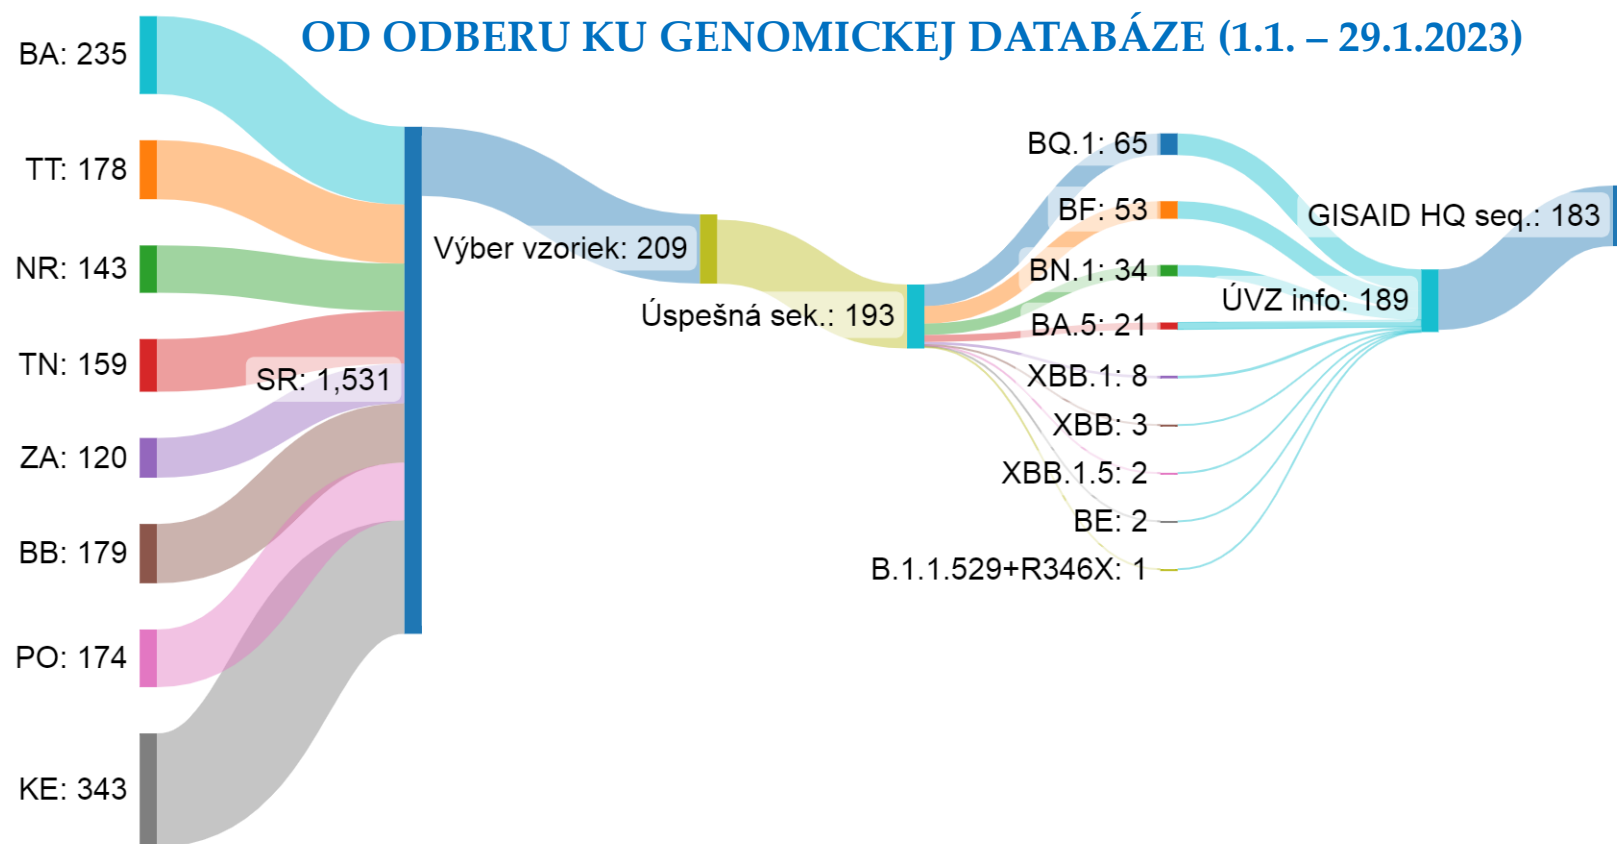 OD ODBERU KU GENOMICKEJ DATABÁZE (1.1. – 29.1.2023)
BA: 235
TT: 178
NR: 143
TN: 159
ZA: 120
BB: 179
PO: 174
KE: 343
SR: 1,531
Výber vzoriek: 209
Úspešná sek.: 193
BQ.1: 65
BF: 53
BN.1: 34
BA.5: 21
XBB.1: 8
XBB: 3
XBB.1.5: 2
BE: 2
B.1.1.529+R346X: 1
ÚVZ info: 189
GISAID HQ seq.: 183